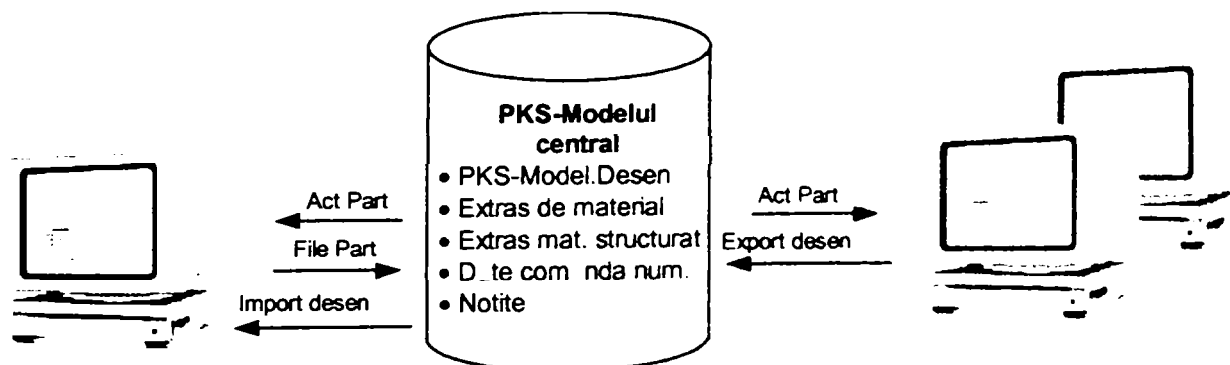 PKS-Modelul
central
• PKS-Model.Desen
• Extras de material
• Extras mat. structurat
num.
• Notite
Act Part
File Part
Import desen
Act Part
Export desen